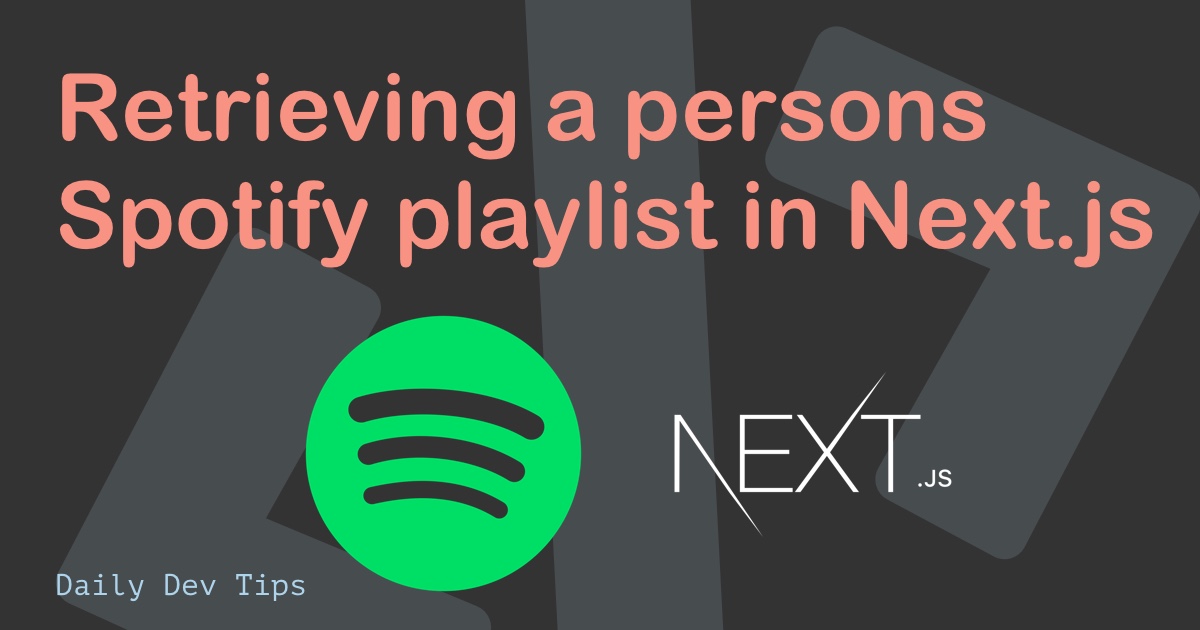 Retrieving a persons
Spotify playlist in Next.js
NEXT.JS
Daily Dev Tips